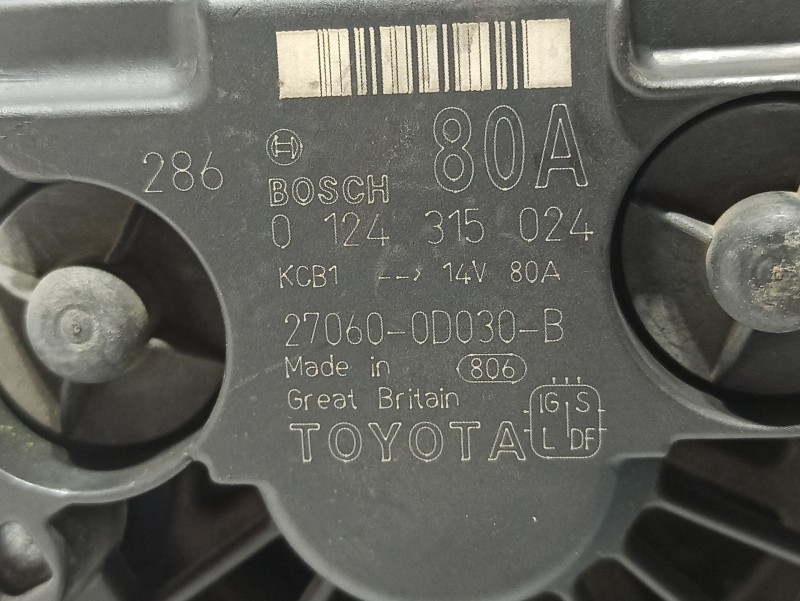 80A
286
BOSCH
0 124 315 024
KCB1 --> 14V 80A
27060-0D030-B
Made in 806
Great Britain
TOYOTA
IG S
L DF